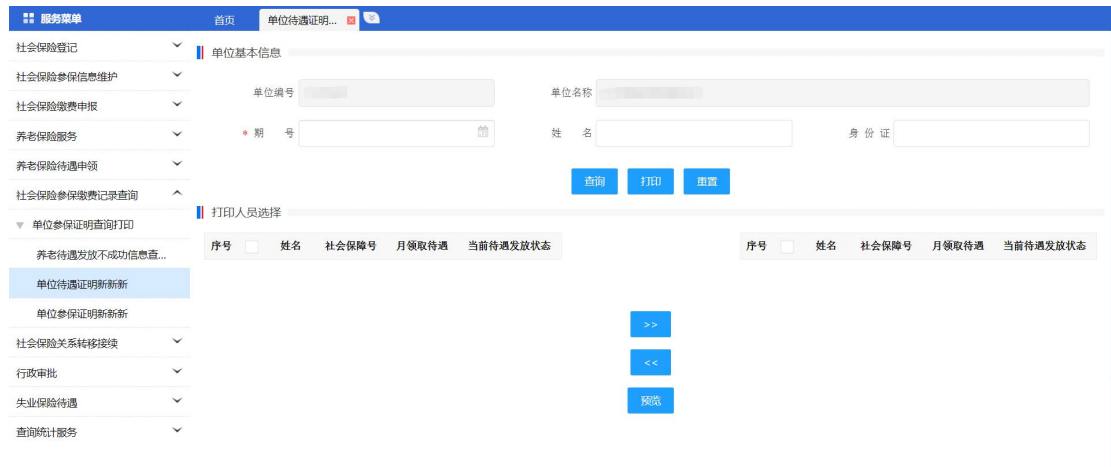 服务菜单
首页
单位待遇证明...
社会保险登记
社会保险参保信息维护
社会保险缴费申报
养老保险服务
养老保险待遇申领
社会保险参保缴费记录查询
单位参保证明查询打印
养老待遇发放不成功信息查...
单位待遇证明新新新
单位参保证明新新新
社会保险关系转移接续
行政审批
失业保险待遇
查询统计服务
单位基本信息
单位编号
单位名称
* 期 号
姓 名
身 份 证
查询
打印
重置
打印人员选择
序号 姓名 社会保障号 月领取待遇 当前待遇发放状态
序号 姓名 社会保障号 月领取待遇 当前待遇发放状态
>>
<<
预览